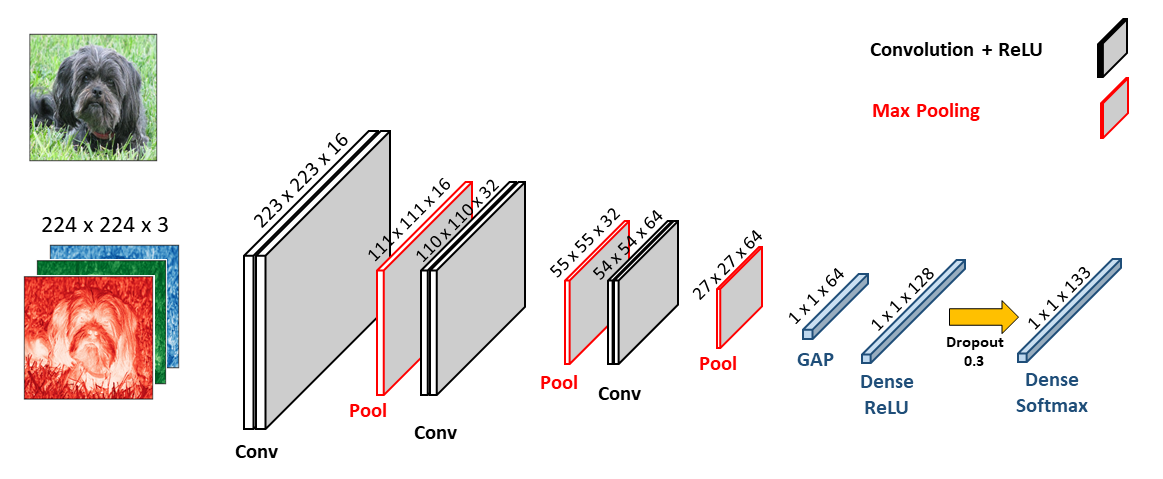 Convolution + ReLU
Max Pooling
224 x 224 x 3
223 x 223 x 16
Conv
111 x 111 x 16
Pool
110 x 110 x 32
Conv
55 x 55 x 32
Pool
54 x 54 x 64
Conv
27 x 27 x 64
Pool
1 x 1 x 64
GAP
1 x 1 x 128
Dense
ReLU
Dropout
0.3
1 x 1 x 133
Dense
Softmax